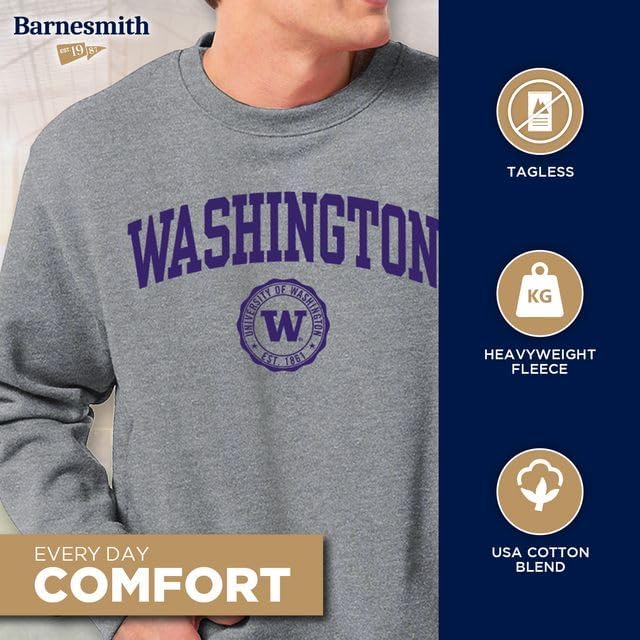 Barnesmith
EST. 1987
WASHINGTON
UNIVERSITY OF WASHINGTON
W
EST. 1861
TAGLESS
KG
HEAVYWEIGHT
FLEECE
USA COTTON
BLEND
EVERY DAY
COMFORT